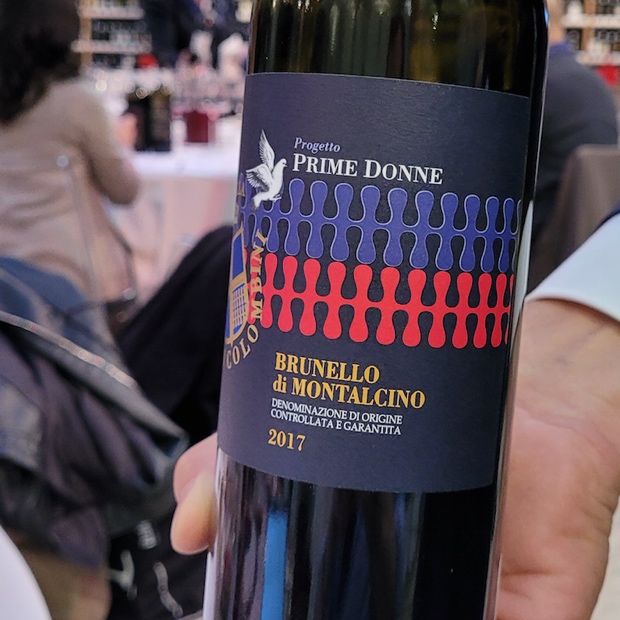 Progetto
PRIME DONNE
COLOMBINI
BRUNELLO
di MONTALCINO
DENOMINAZIONE DI ORIGINE
CONTROLLATA E GARANTITA
2017